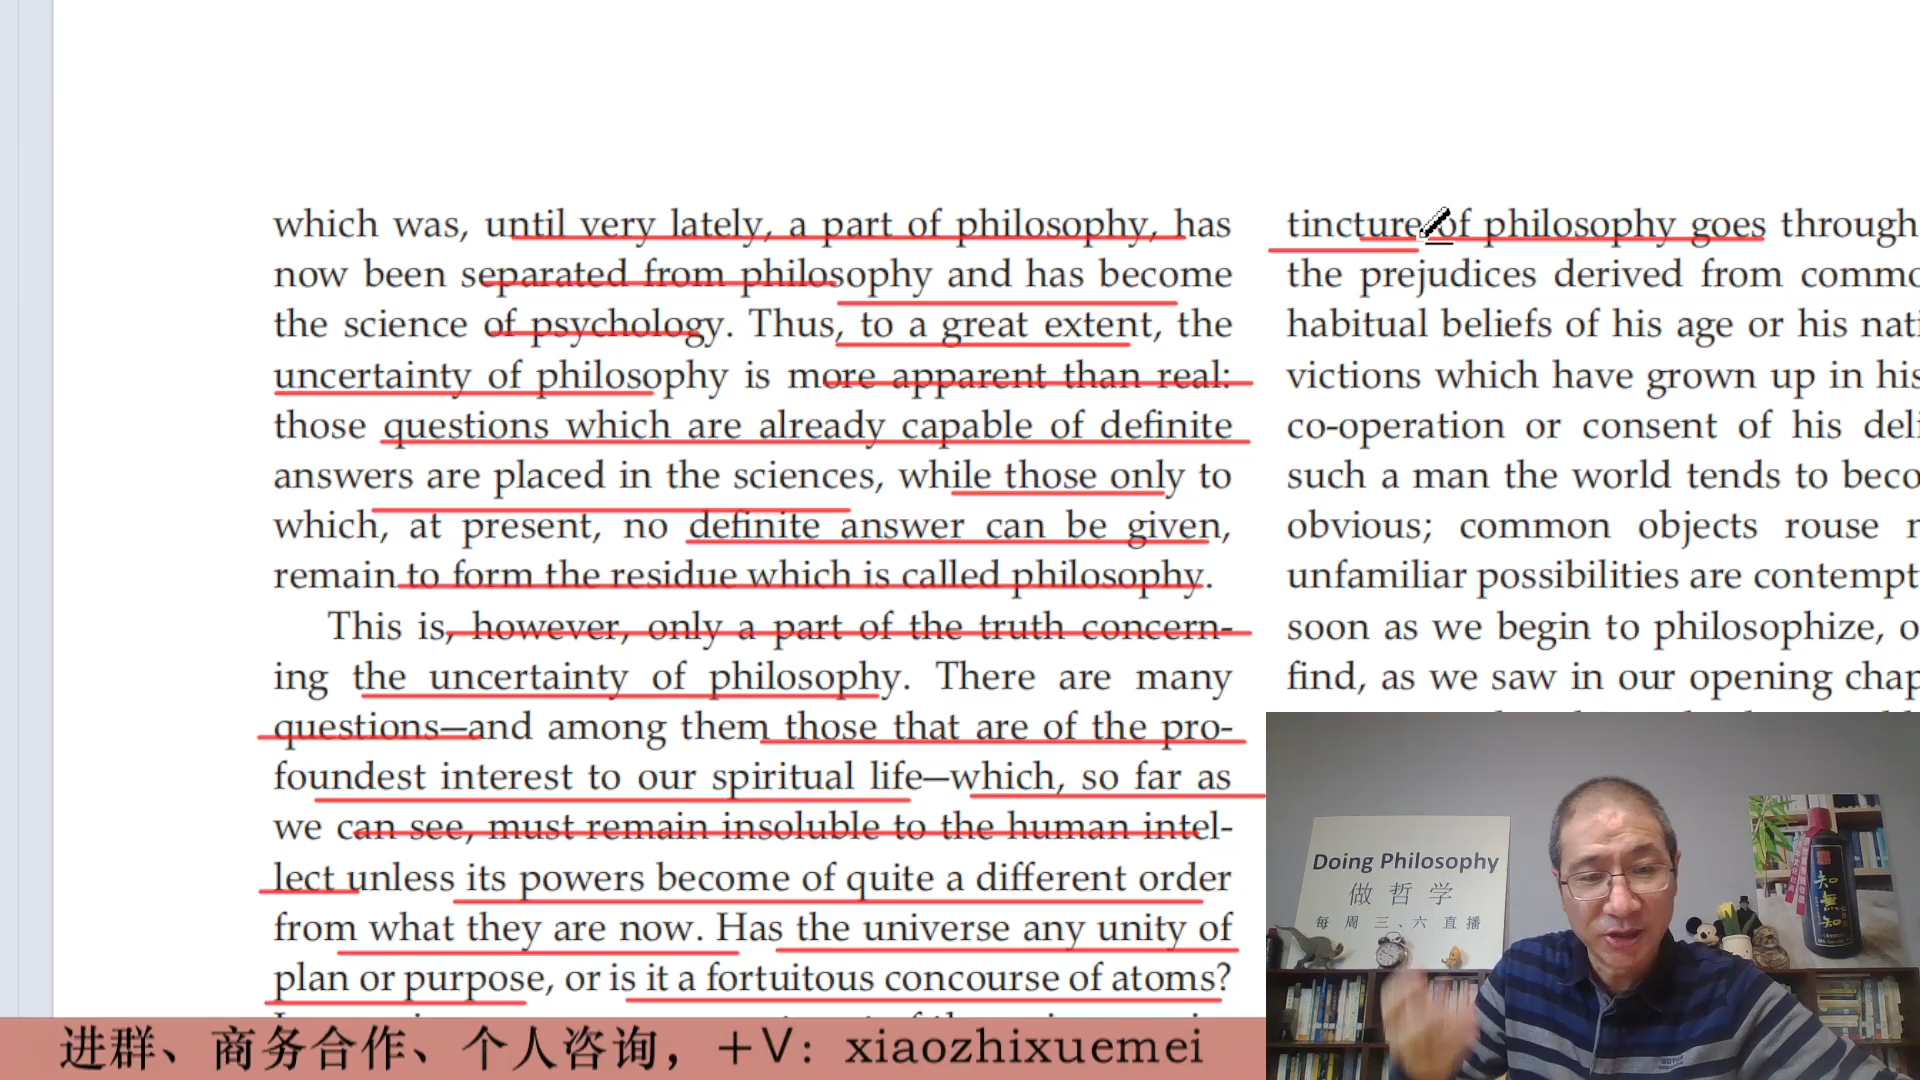 which was, until very lately, a part of philosophy, has
now been separated from philosophy and has become
the science of psychology. Thus, to a great extent, the
uncertainty of philosophy is more apparent than real:
those questions which are already capable of definite
answers are placed in the sciences, while those only to
which, at present, no definite answer can be given,
remain to form the residue which is called philosophy.
This is, however, only a part of the truth concern-
ing the uncertainty of philosophy. There are many
questions—and among them those that are of the pro-
foundest interest to our spiritual life—which, so far as
we can see, must remain insoluble to the human intel-
lect unless its powers become of quite a different order
from what they are now. Has the universe any unity of
plan or purpose, or is it a fortuitous concourse of atoms?
tincture of philosophy goes through
the prejudices derived from commo
habitual beliefs of his age or his nati
victions which have grown up in his
co-operation or consent of his deli
such a man the world tends to beco
obvious; common objects rouse
unfamiliar possibilities are contempt
soon as we begin to philosophize, o
find, as we saw in our opening chap
Doing Philosophy
做哲学
每周三、六直播
知無知
进群、商务合作、个人咨询，+V：xiaozhixuemei